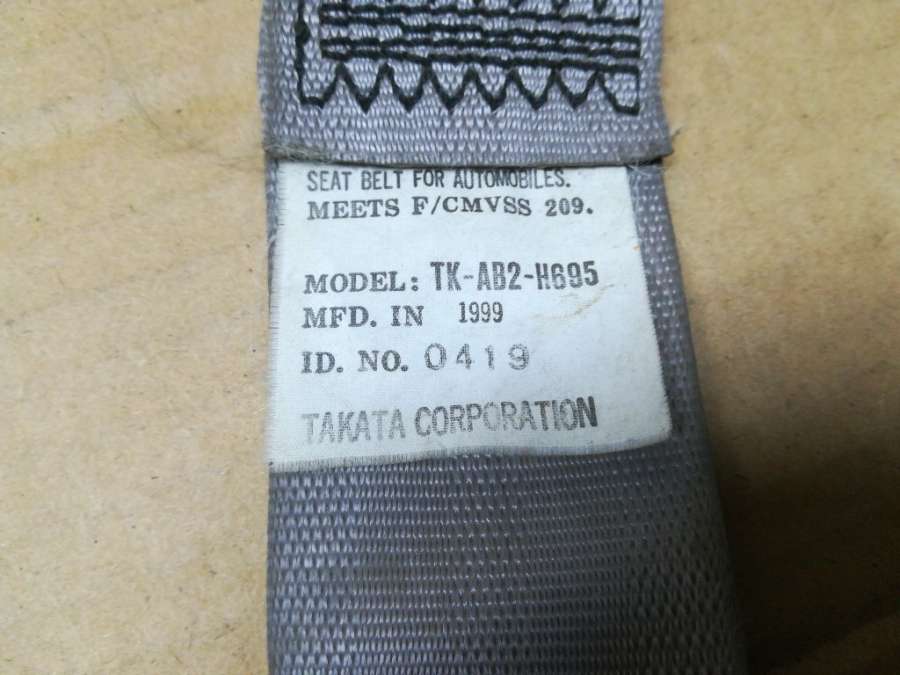 SEAT BELT FOR AUTOMOBILES.
MEETS F/CMVSS 209.
MODEL: TK-AB2-H695
MFD. IN 1999
ID. NO. 0419
TAKATA CORPORATION